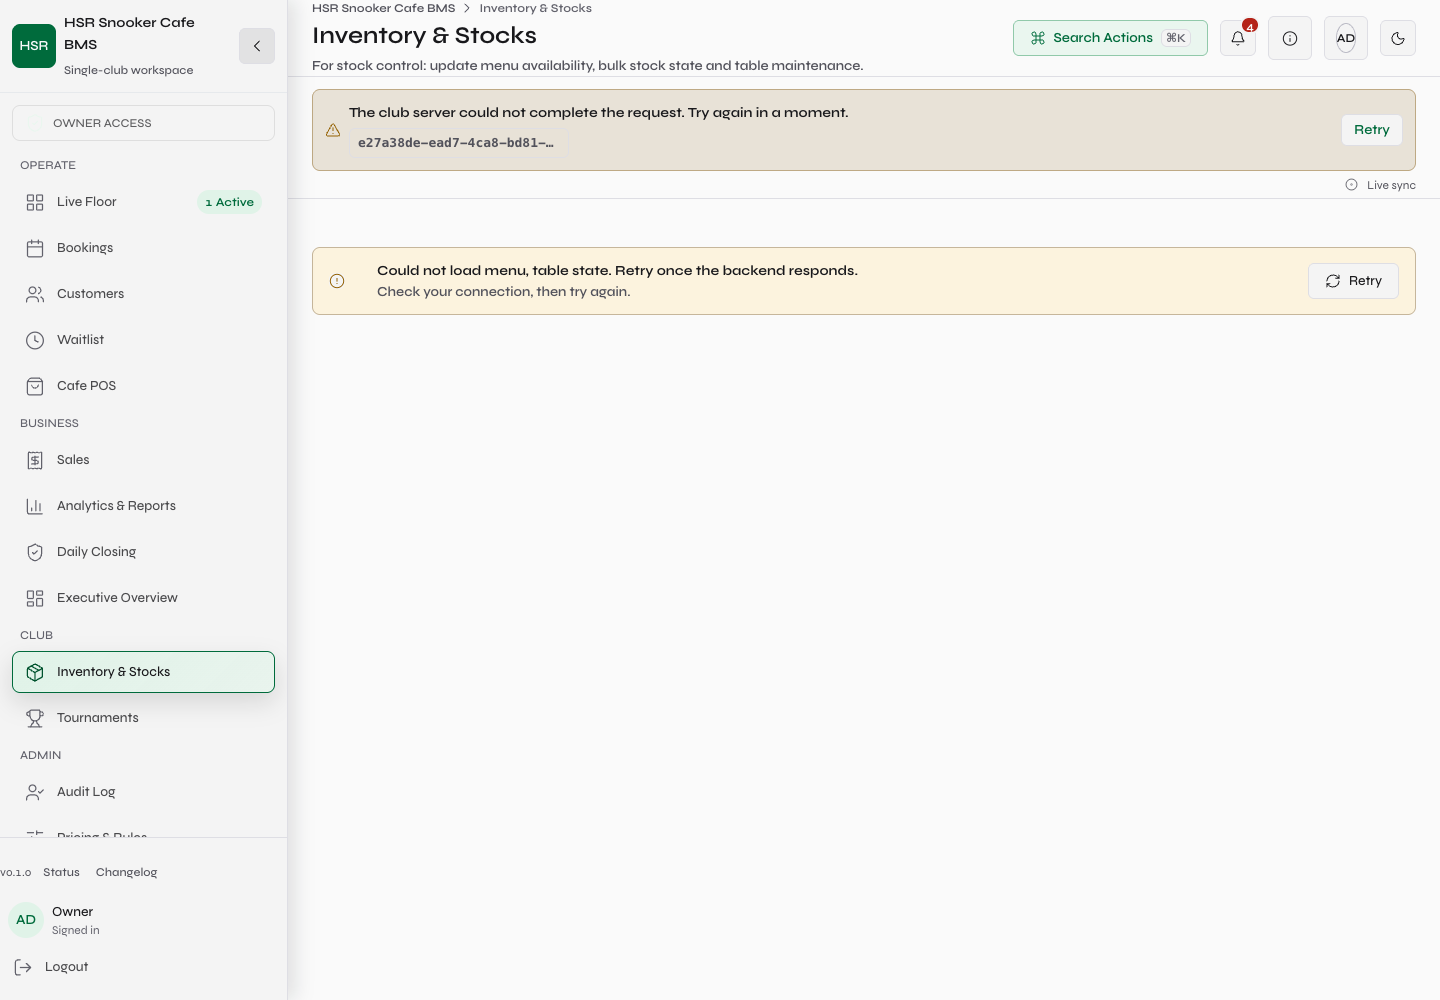 HSR
HSR Snooker Cafe
BMS
Single-club workspace
OWNER ACCESS
OPERATE
Live Floor
1 Active
Bookings
Customers
Waitlist
Cafe POS
BUSINESS
Sales
Analytics & Reports
Daily Closing
Executive Overview
CLUB
Inventory & Stocks
Tournaments
ADMIN
Audit Log
Pricing & Rules
v0.1.0
Status
Changelog
AD
Owner
Signed in
Logout
HSR Snooker Cafe BMS
Inventory & Stocks
Inventory & Stocks
For stock control: update menu availability, bulk stock state and table maintenance.
Search Actions
⌘K
4
AD
The club server could not complete the request. Try again in a moment.
e27a38de-ead7-4ca8-bd81-…
Retry
Live sync
Could not load menu, table state. Retry once the backend responds.
Check your connection, then try again.
Retry